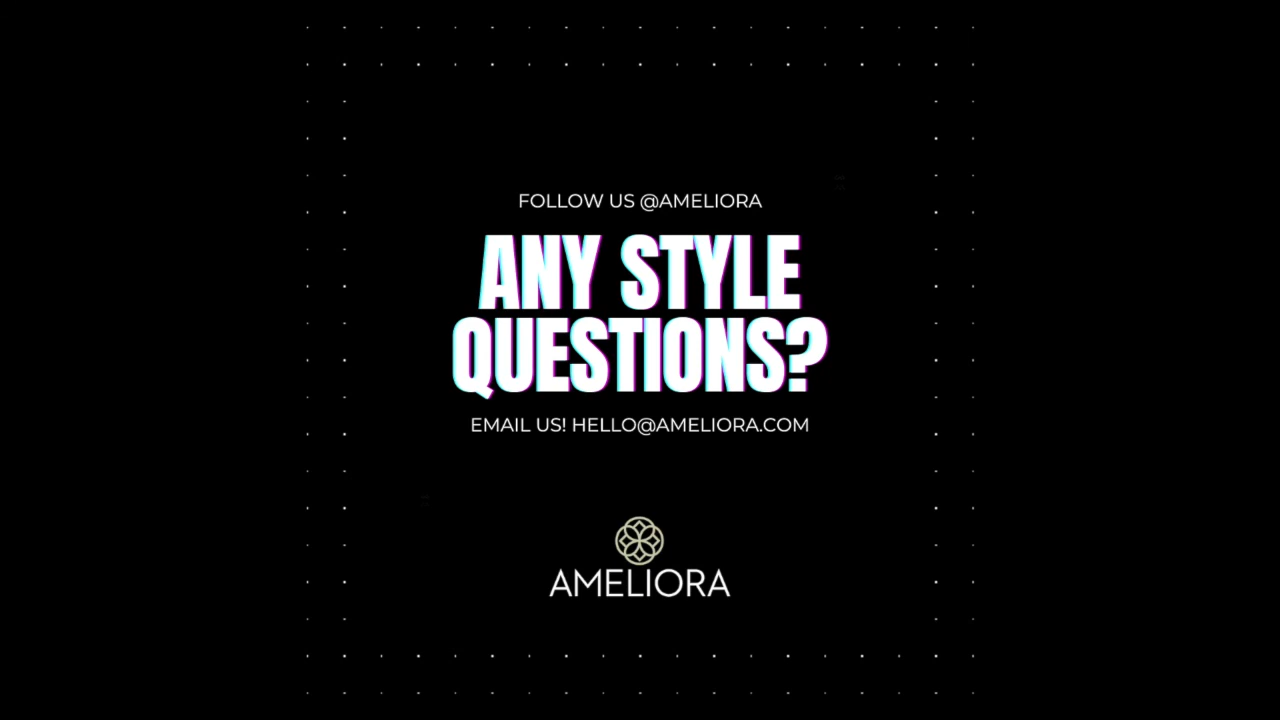 FOLLOW US @AMELIORA
ANY STYLE
QUESTIONS?
EMAIL US! HELLO@AMELIORA.COM
AMELIORA